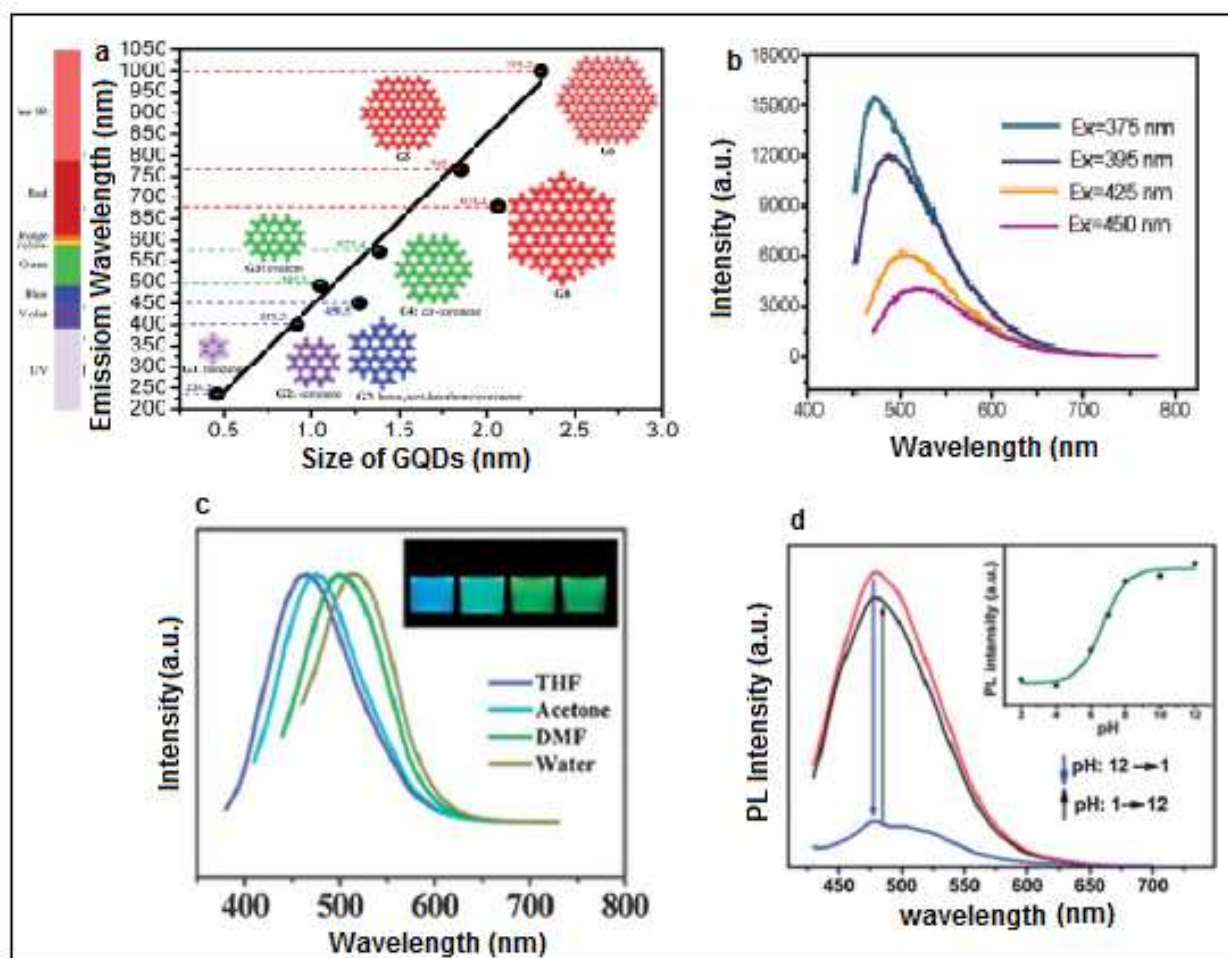 a
Emissiom Wavelength (nm)
1050
1000
950
900
850
800
750
700
650
600
550
500
450
400
350
300
250
200
Red
Green
Blue
UV
G5
G6
G8
G2: coronene
0.5
1.0
1.5
2.0
2.5
3.0
Size of GQDs (nm)
b
Intensity (a.u.)
18000
15000
12000
9000
6000
3000
0
Ex=375 nm
Ex=395 nm
Ex=425 nm
Ex=450 nm
400
500
600
700
800
Wavelength (nm
c
Intensity (a.u.)
THF
Acetone
DMF
Water
400
500
600
700
800
Wavelength (nm)
d
PL Intensity (a.u.)
PL intensity (a.u.)
2
4
6
8
10
12
pH
pH: 12→1
pH: 1→12
450
500
550
600
650
700
wavelength (nm)